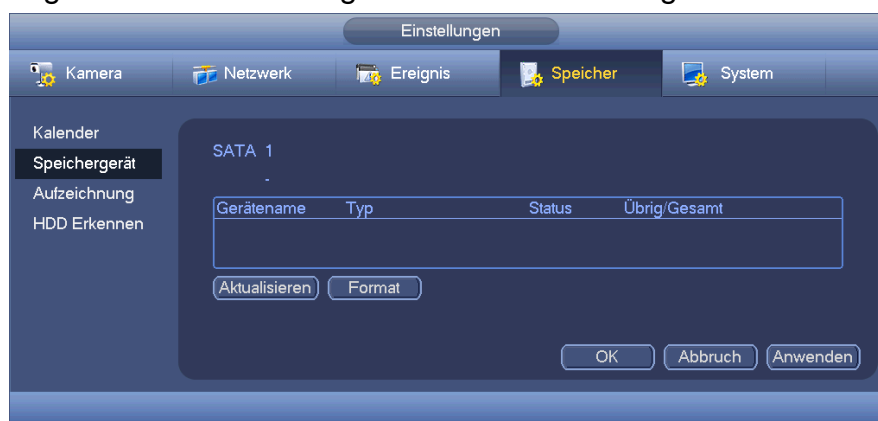 Einstellungen
Kamera Netzwerk Ereignis Speicher System
Kalender
Speichergerät
Aufzeichnung
HDD Erkennen
SATA 1
-
Gerätename Typ Status Übrig/Gesamt
Aktualisieren Format
OK Abbruch Anwenden